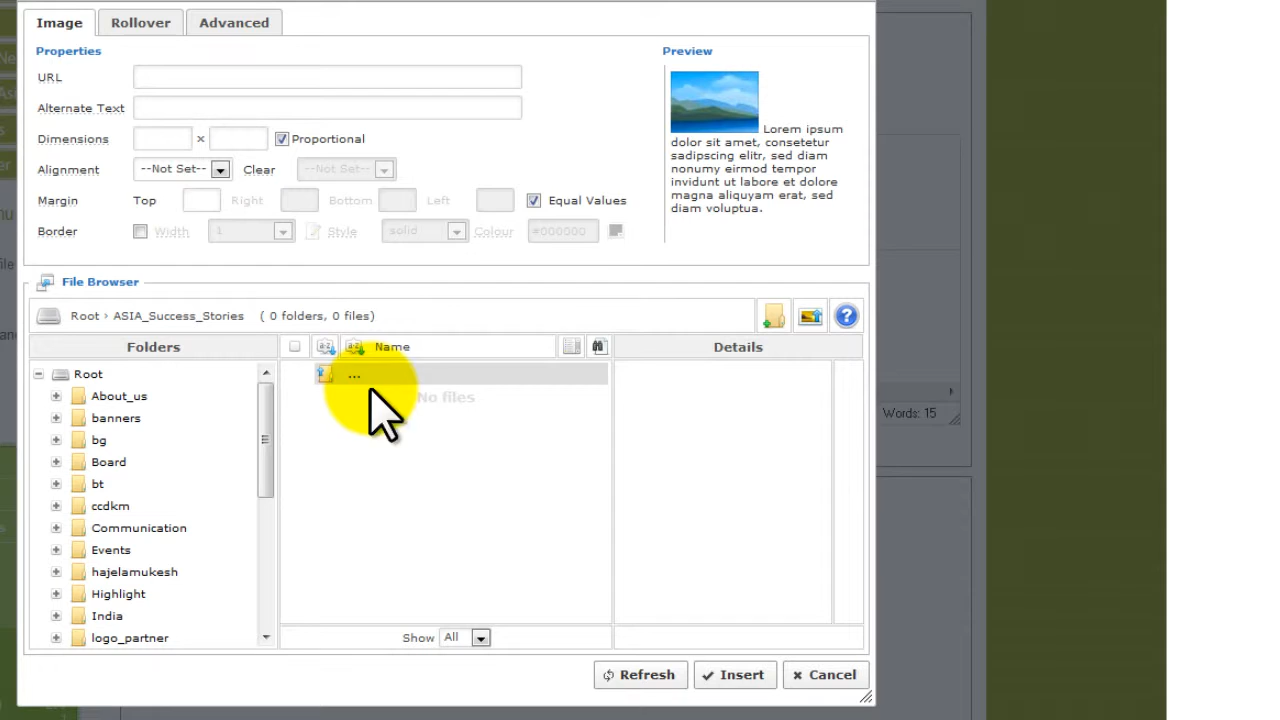 Image Rollover Advanced
Properties Preview
URL
Alternate Text
Dimensions × Proportional
Alignment --Not Set-- Clear --Not Set--
Margin Top Right Bottom Left Equal Values
Border Width 1 Style solid Colour #000000
Lorem ipsum
dolor sit amet, consetetur
sadipscing elitr, sed diam
nonumy eirmod tempor
invidunt ut labore et dolore
magna aliquyam erat, sed
diam voluptua.
File Browser
Root › ASIA_Success_Stories ( 0 folders, 0 files)
Folders Name Details
Root
...
No files
About_us
banners
bg
Board
bt
ccdkm
Communication
Events
hajelamukesh
Highlight
India
logo_partner
Show All
Refresh Insert Cancel
Words: 15